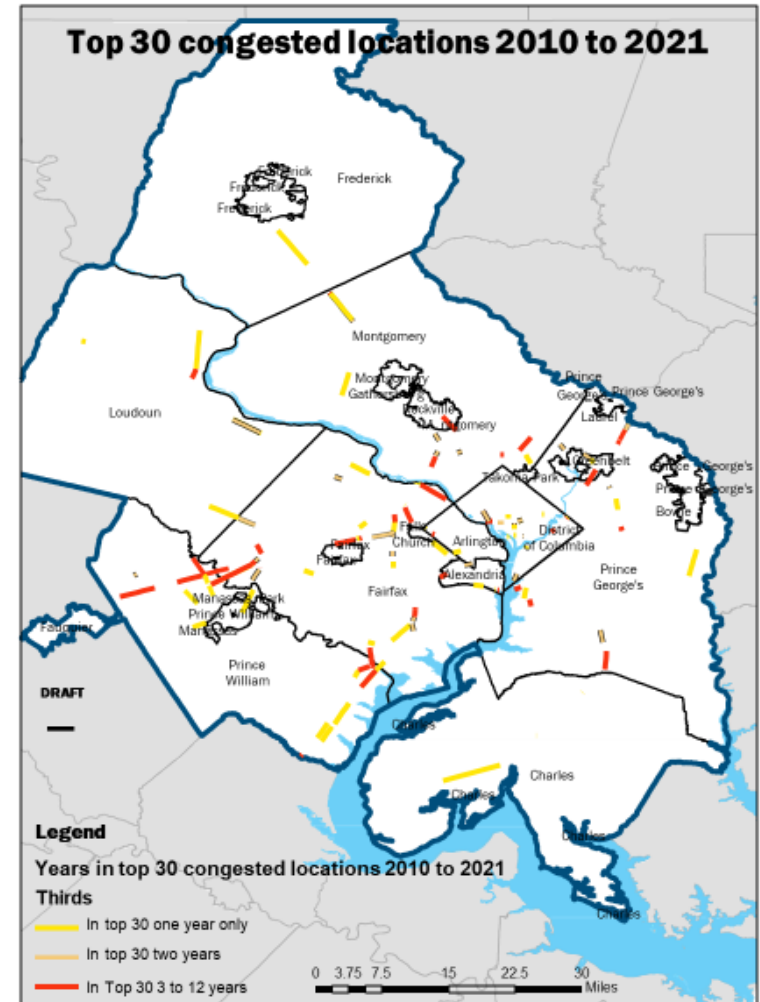 Top 30 congested locations 2010 to 2021
Frederick
Frederick
Frederick
Frederick
Montgomery
Montgomery
Gathersburg
Rockville
Montgomery
Prince
George's
Prince George's
Laurel
Greenbelt
Prince George's
Prince George's
Bowie
Takoma Park
Loudoun
Falls
Church
Arlington
District
of Columbia
Fairfax
Fairfax
Alexandria
Prince
George's
Fairfax
Manassas Park
Prince William
Manassas
Fauquier
Prince
William
DRAFT
Charles
Charles
Charles
Charles
Charles
Legend
Years in top 30 congested locations 2010 to 2021
Thirds
In top 30 one year only
In top 30 two years
In Top 30 3 to 12 years
0 3.75 7.5 15 22.5 30
Miles